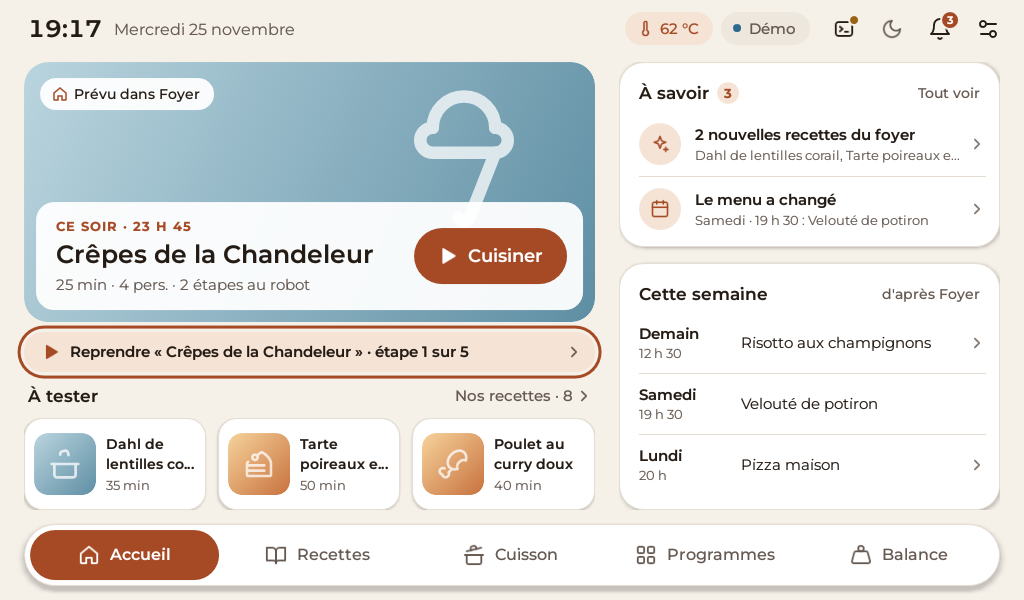 19:17 Mercredi 25 novembre
62 °C
Démo
3
Prévu dans Foyer
CE SOIR · 23 H 45
Crêpes de la Chandeleur
25 min · 4 pers. · 2 étapes au robot
Cuisiner
Reprendre « Crêpes de la Chandeleur » · étape 1 sur 5
À tester
Nos recettes · 8
Dahl de
lentilles co...
35 min
Tarte
poireaux e...
50 min
Poulet au
curry doux
40 min
À savoir 3
Tout voir
2 nouvelles recettes du foyer
Dahl de lentilles corail, Tarte poireaux e...
Le menu a changé
Samedi · 19 h 30 : Velouté de potiron
Cette semaine
d'après Foyer
Demain
12 h 30
Risotto aux champignons
Samedi
19 h 30
Velouté de potiron
Lundi
20 h
Pizza maison
Accueil
Recettes
Cuisson
Programmes
Balance